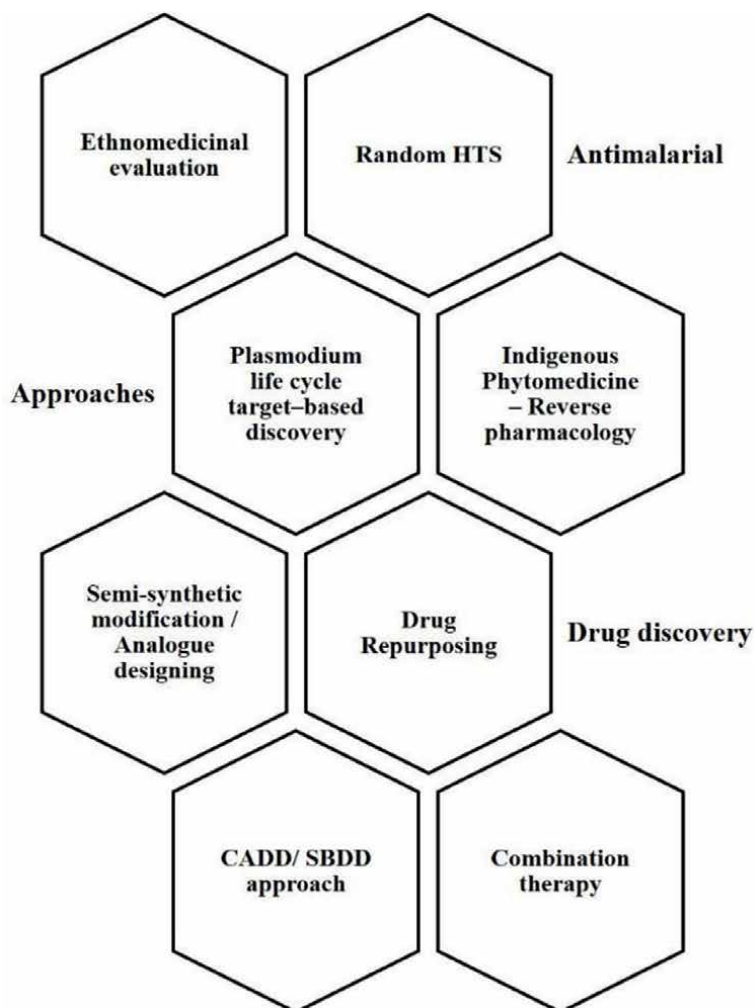 Ethnomedicinal
evaluation
Random HTS
Antimalarial
Approaches
Plasmodium
life cycle
target–based
discovery
Indigenous
Phytomedicine
– Reverse
pharmacology
Semi-synthetic
modification /
Analogue
designing
Drug
Repurposing
Drug discovery
CADD/ SBDD
approach
Combination
therapy